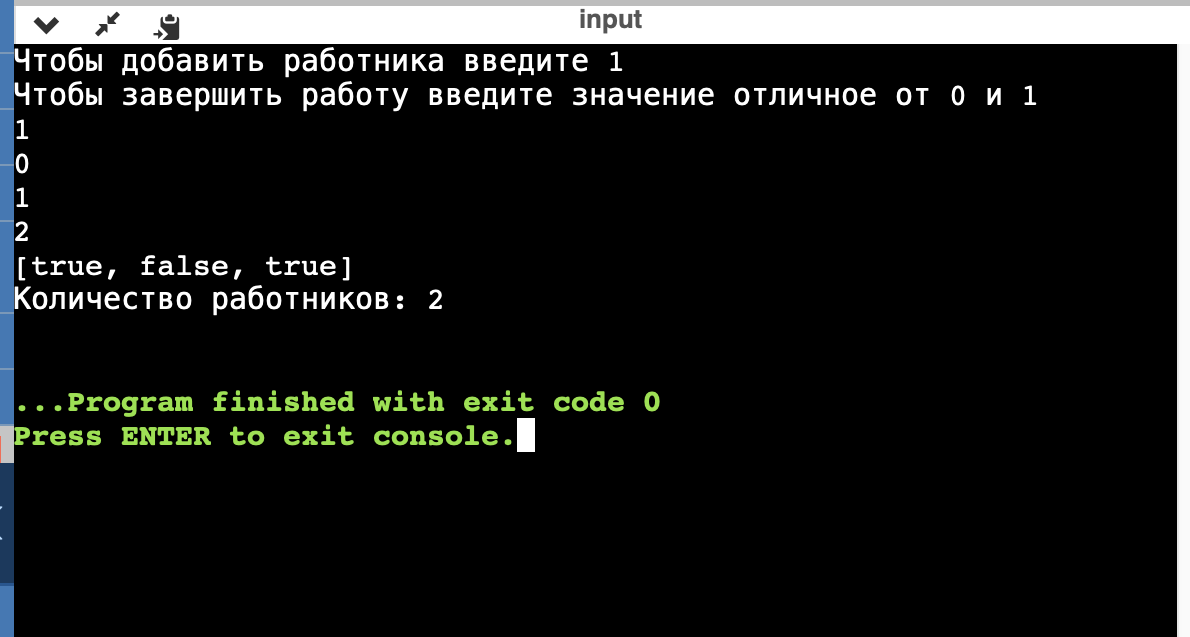 input
Чтобы добавить работника введите 1
Чтобы завершить работу введите значение отличное от 0 и 1
1
0
1
2
[true, false, true]
Количество работников: 2
...Program finished with exit code 0
Press ENTER to exit console.